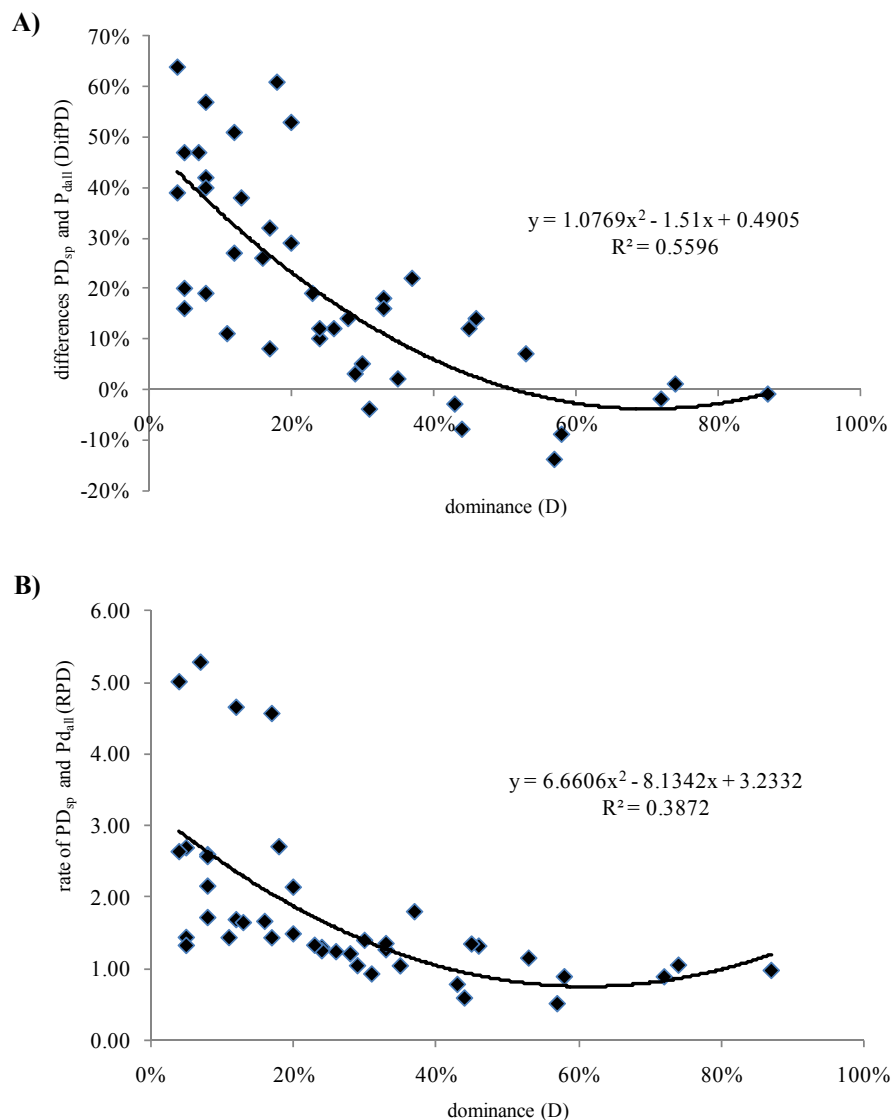 A)
differences PDsp and Pdall (DifPD)
70%
60%
50%
40%
30%
20%
10%
0%
-10%
-20%
0%
20%
40%
60%
80%
100%
y = 1.0769x² - 1.51x + 0.4905
R² = 0.5596
dominance (D)
B)
rate of PDsp and Pdall (RPD)
6.00
5.00
4.00
3.00
2.00
1.00
0.00
y = 6.6606x² - 8.1342x + 3.2332
R² = 0.3872
0%
20%
40%
60%
80%
100%
dominance (D)